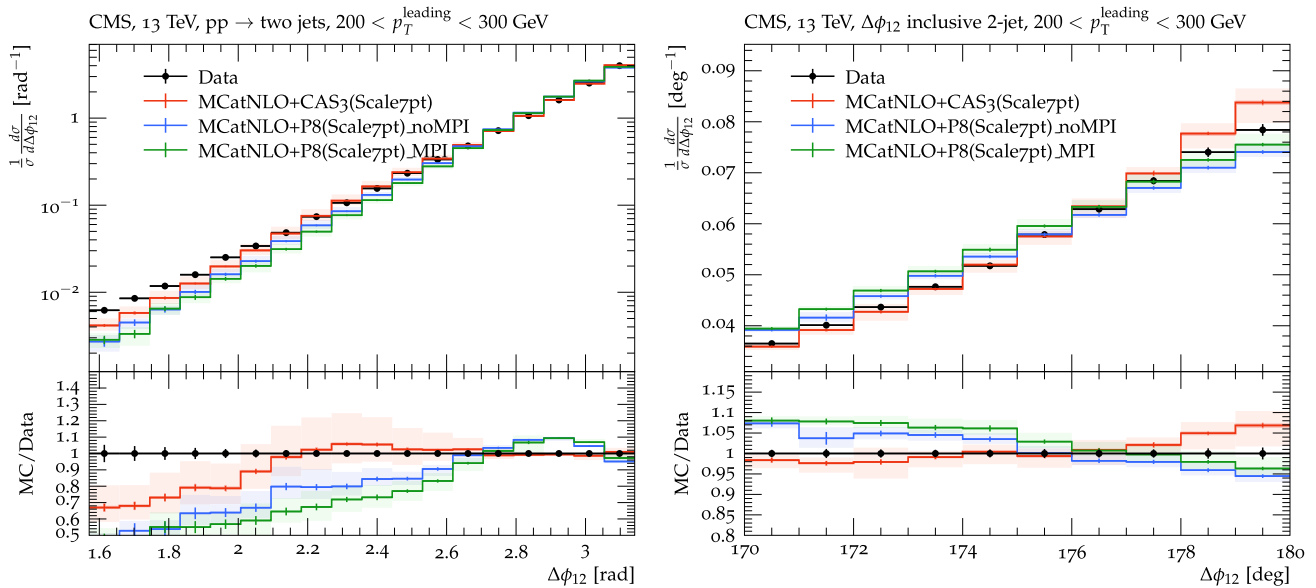 CMS, 13 TeV, pp → two jets, 200 < p_T^leading < 300 GeV
1/σ dσ/dΔϕ12 [rad⁻¹]
Data
MCatNLO+CAS3(Scale7pt)
MCatNLO+P8(Scale7pt)_noMPI
MCatNLO+P8(Scale7pt)_MPI
1
10⁻¹
10⁻²
MC/Data
1.4
1.3
1.2
1.1
1.0
0.9
0.8
0.7
0.6
0.5
1.6 1.8 2 2.2 2.4 2.6 2.8 3
Δϕ12 [rad]
CMS, 13 TeV, Δϕ12 inclusive 2-jet, 200 < p_T^leading < 300 GeV
1/σ dσ/dΔϕ12 [deg⁻¹]
Data
MCatNLO+CAS3(Scale7pt)
MCatNLO+P8(Scale7pt)_noMPI
MCatNLO+P8(Scale7pt)_MPI
0.09
0.08
0.07
0.06
0.05
0.04
MC/Data
1.15
1.1
1.05
1
0.95
0.9
0.85
0.8
170 172 174 176 178 180
Δϕ12 [deg]